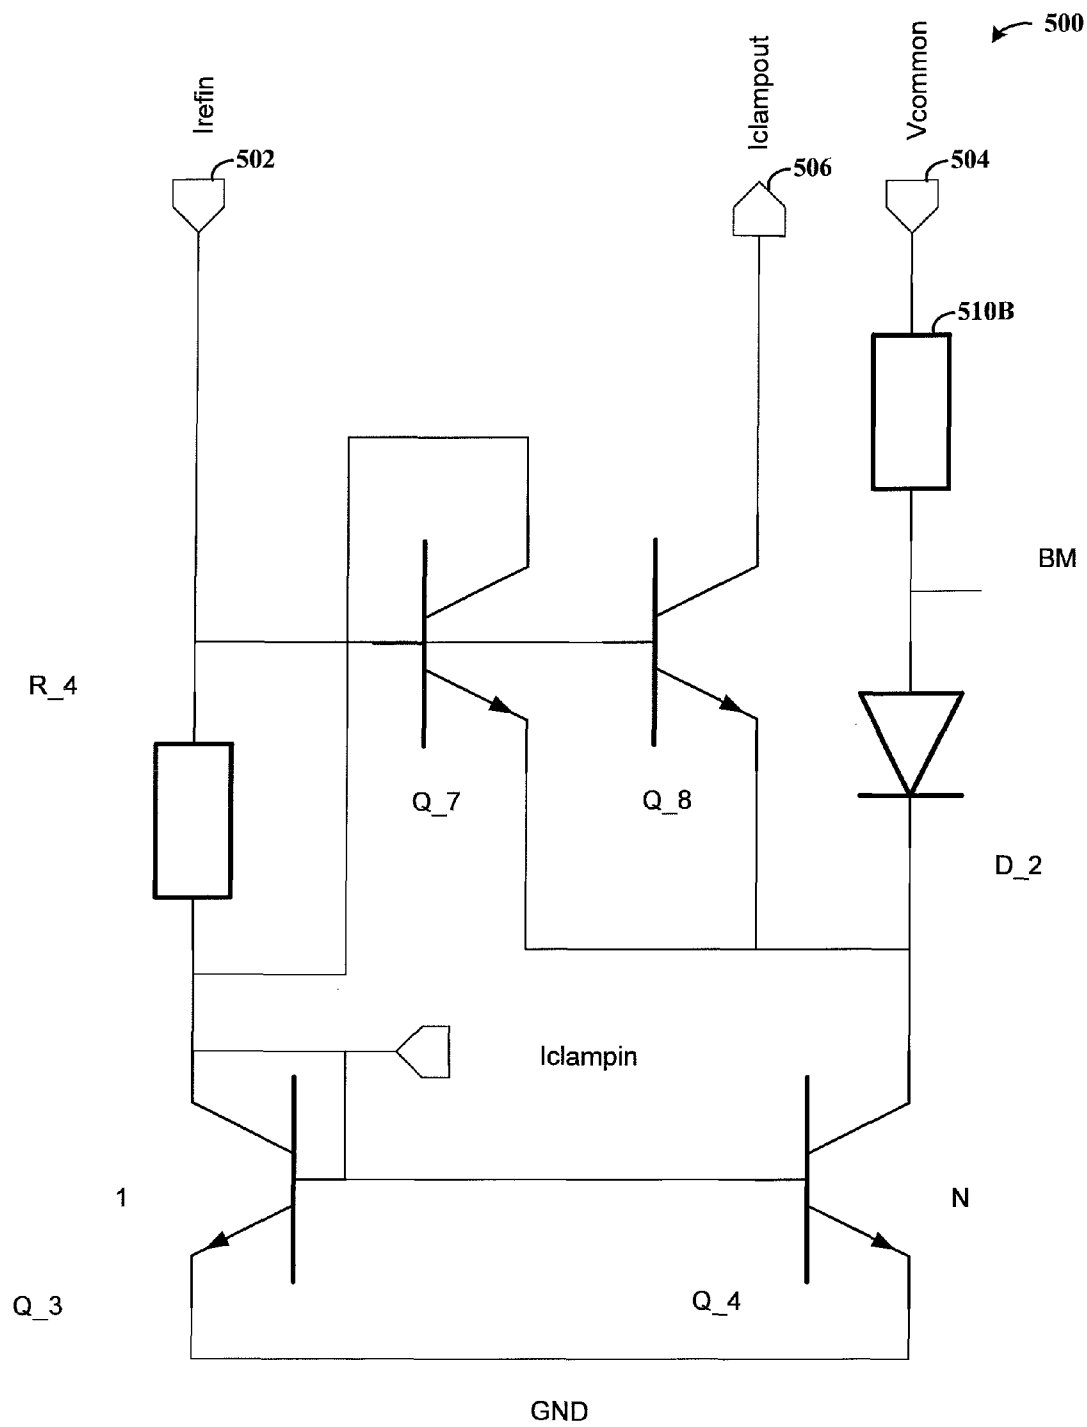 500
Irefin
Iclampout
Vcommon
502
506
504
510B
BM
R_4
Q_7
Q_8
D_2
Iclampin
1
N
Q_3
Q_4
GND